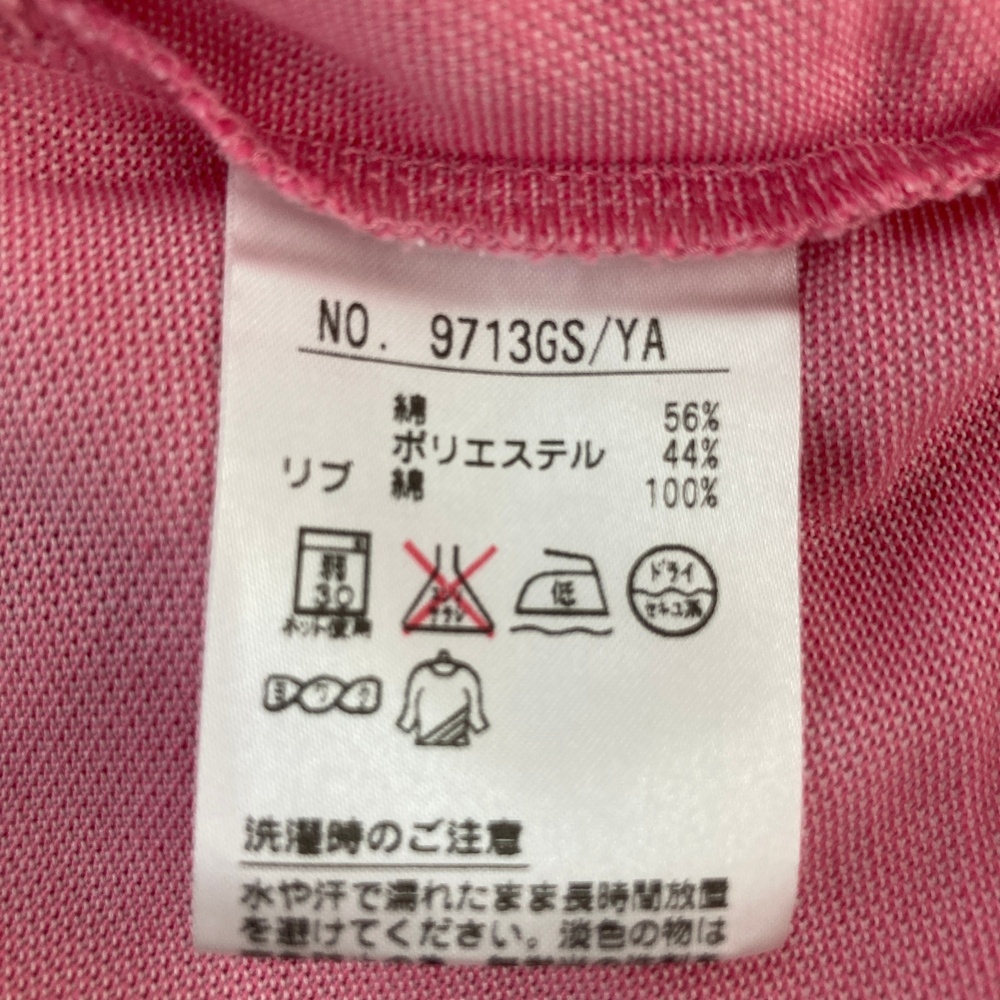 NO. 9713GS/YA
綿 56%
ポリエステル 44%
リブ 綿 100%
弱
30
ネット使用
低
ドライ
セキユ系
ヨワク
洗濯時のご注意
水や汗で濡れたまま長時間放置
を避けてください。淡色の物は